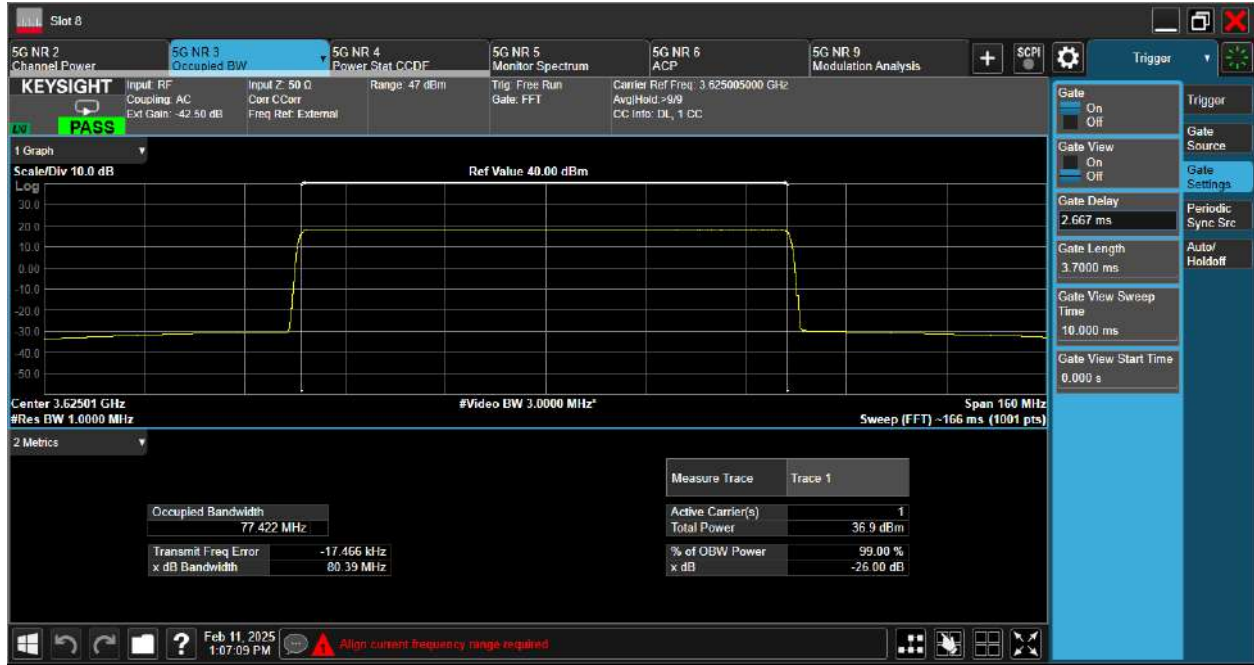 Slot 8
5G NR 2
Channel Power
5G NR 3
Occupied BW
5G NR 4
Power Stat CCDF
5G NR 5
Monitor Spectrum
5G NR 6
ACP
5G NR 9
Modulation Analysis
+
SCPI
Trigger
KEYSIGHT
LXI
PASS
Input: RF
Coupling: AC
Ext Gain: -42.50 dB
Input Z: 50 Ω
Corr CCorr
Freq Ref: External
Range: 47 dBm
Trig: Free Run
Gate: FFT
Carrier Ref Freq: 3.625005000 GHz
Avg|Hold:>9/9
CC Info: DL, 1 CC
1 Graph
Scale/Div 10.0 dB
Ref Value 40.00 dBm
Log
30.0
20.0
10.0
0.00
-10.0
-20.0
-30.0
-40.0
-50.0
Center 3.62501 GHz
#Video BW 3.0000 MHz*
Span 160 MHz
#Res BW 1.0000 MHz
Sweep (FFT) ~166 ms (1001 pts)
2 Metrics
Measure Trace Trace 1
Occupied Bandwidth
77.422 MHz
Active Carrier(s) 1
Total Power 36.9 dBm
Transmit Freq Error -17.466 kHz
x dB Bandwidth 80.39 MHz
% of OBW Power 99.00 %
x dB -26.00 dB
Gate
On
Off
Gate View
On
Off
Gate Delay
2.667 ms
Gate Length
3.7000 ms
Gate View Sweep
Time
10.000 ms
Gate View Start Time
0.000 s
Trigger
Gate
Source
Gate
Settings
Periodic
Sync Src
Auto/
Holdoff
?
Feb 11, 2025
1:07:09 PM
Align current frequency range required